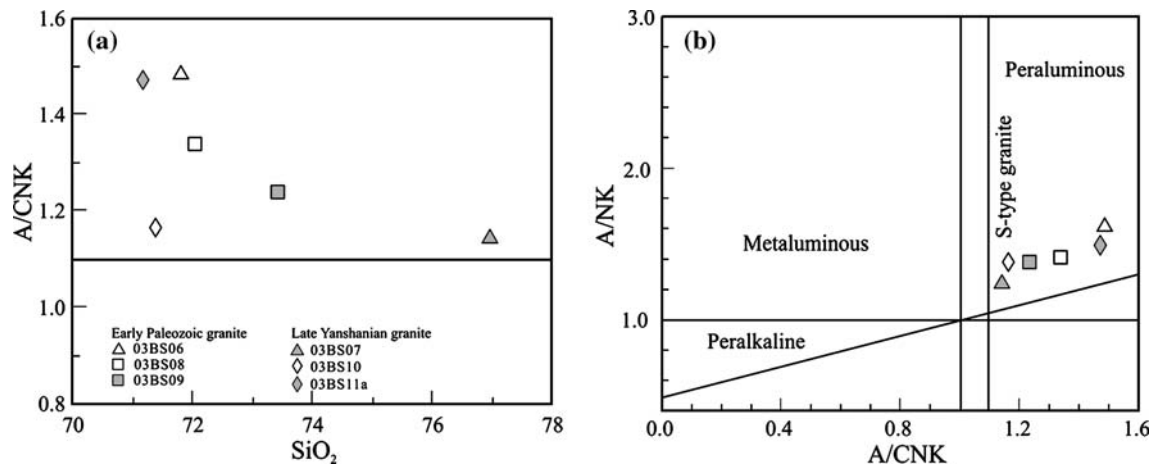 (a)
1.6
1.4
1.2
1.0
0.8
A/CNK
Early Paleozoic granite
03BS06
03BS08
03BS09
Late Yanshanian granite
03BS07
03BS10
03BS11a
70
72
74
76
78
SiO₂
(b)
3.0
2.0
1.0
A/NK
Peraluminous
S-type granite
Metaluminous
Peralkaline
0.0
0.4
0.8
1.2
1.6
A/CNK